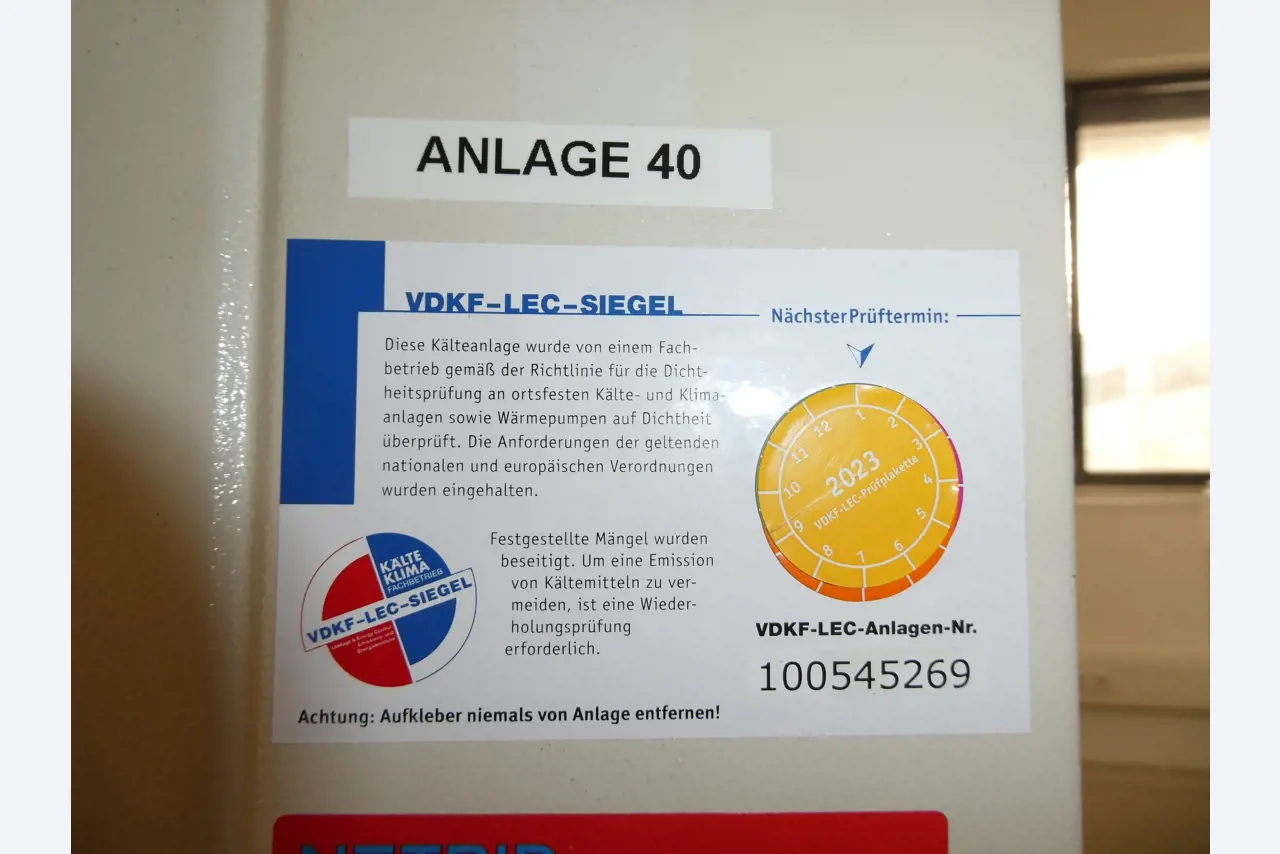 ANLAGE 40
VDKF-LEC-SIEGEL
Nächster Prüftermin:
Diese Kälteanlage wurde von einem Fach-
betrieb gemäß der Richtlinie für die Dicht-
heitsprüfung an ortsfesten Kälte- und Klima-
anlagen sowie Wärmepumpen auf Dichtheit
überprüft. Die Anforderungen der geltenden
nationalen und europäischen Verordnungen
wurden eingehalten.
12 1 2 3 4 5 6 7 8 9 10 11
2023
VDKF-LEC-Prüfplakette
Festgestellte Mängel wurden
beseitigt. Um eine Emission
von Kältemitteln zu ver-
meiden, ist eine Wieder-
holungsprüfung
erforderlich.
KÄLTE
KLIMA
FACHBETRIEB
VDKF-LEC-SIEGEL
VDKF-LEC-Anlagen-Nr.
100545269
Achtung: Aufkleber niemals von Anlage entfernen!